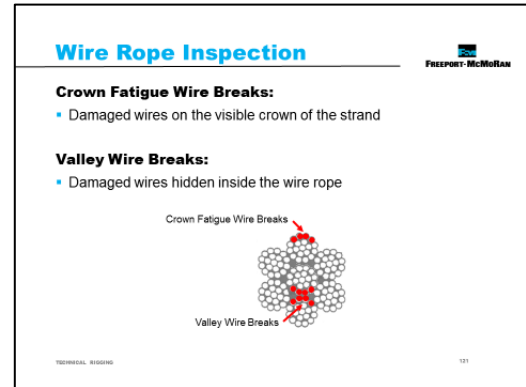 Wire Rope Inspection
FREEPORT-McMoRAN
Crown Fatigue Wire Breaks:
▪ Damaged wires on the visible crown of the strand
Valley Wire Breaks:
▪ Damaged wires hidden inside the wire rope
Crown Fatigue Wire Breaks
Valley Wire Breaks
TECHNICAL RIGGING
121